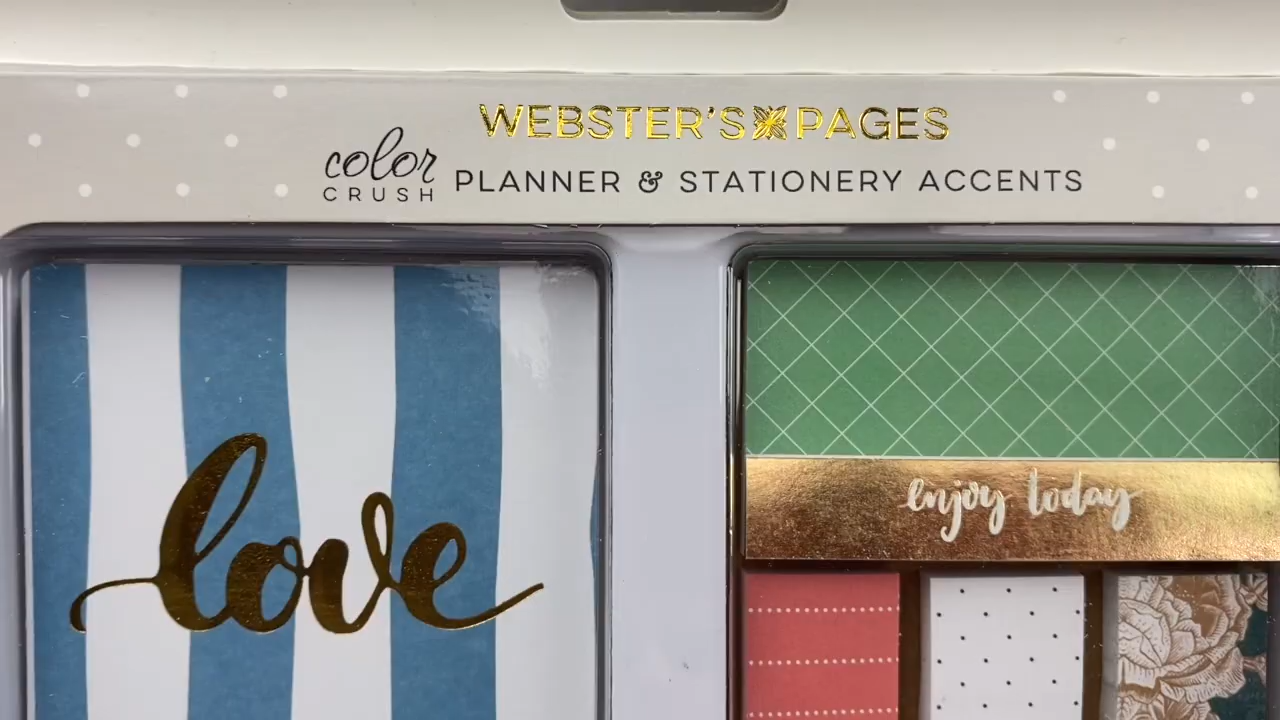 WEBSTER'S PAGES
color CRUSH PLANNER & STATIONERY ACCENTS
love
enjoy today